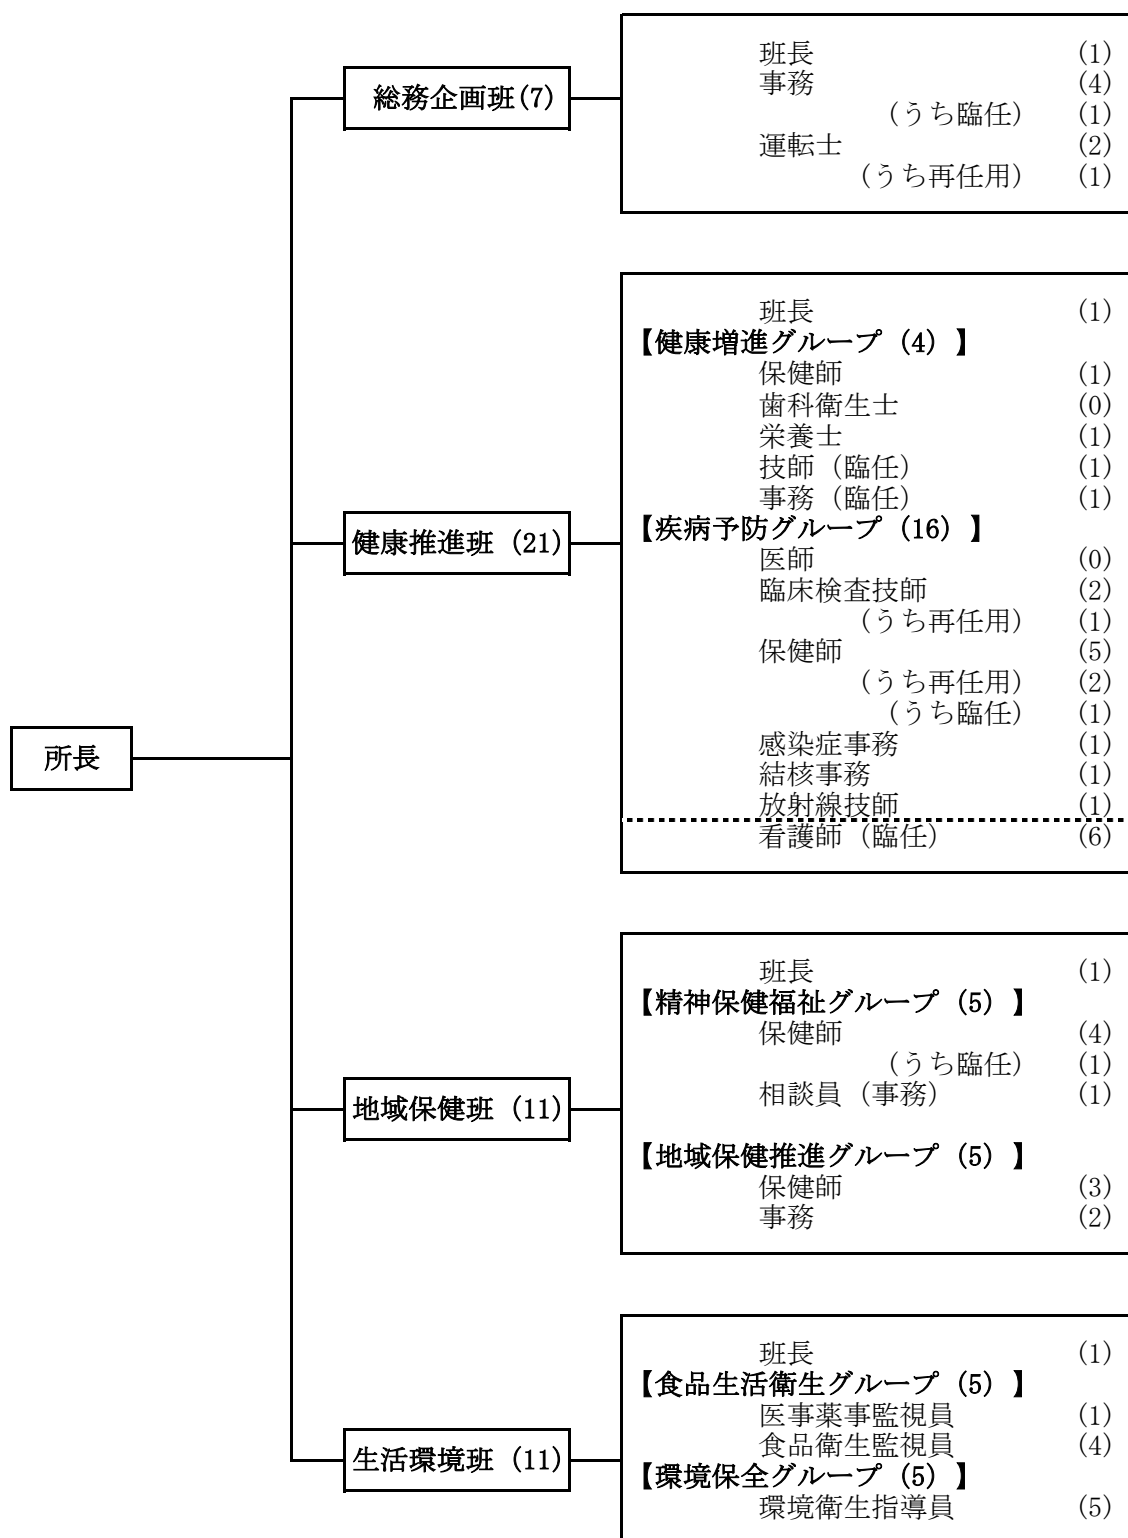 所長
総務企画班(7)
班長 (1)
事務 (4)
(うち臨任) (1)
運転士 (2)
(うち再任用) (1)
健康推進班 (21)
班長 (1)
【健康増進グループ (4) 】
保健師 (1)
歯科衛生士 (0)
栄養士 (1)
技師 (臨任) (1)
事務 (臨任) (1)
【疾病予防グループ (16) 】
医師 (0)
臨床検査技師 (2)
(うち再任用) (1)
保健師 (5)
(うち再任用) (2)
(うち臨任) (1)
感染症事務 (1)
結核事務 (1)
放射線技師 (1)
看護師 (臨任) (6)
地域保健班 (11)
班長 (1)
【精神保健福祉グループ (5) 】
保健師 (4)
(うち臨任) (1)
相談員 (事務) (1)
【地域保健推進グループ (5) 】
保健師 (3)
事務 (2)
生活環境班 (11)
班長 (1)
【食品生活衛生グループ (5) 】
医事薬事監視員 (1)
食品衛生監視員 (4)
【環境保全グループ (5) 】
環境衛生指導員 (5)